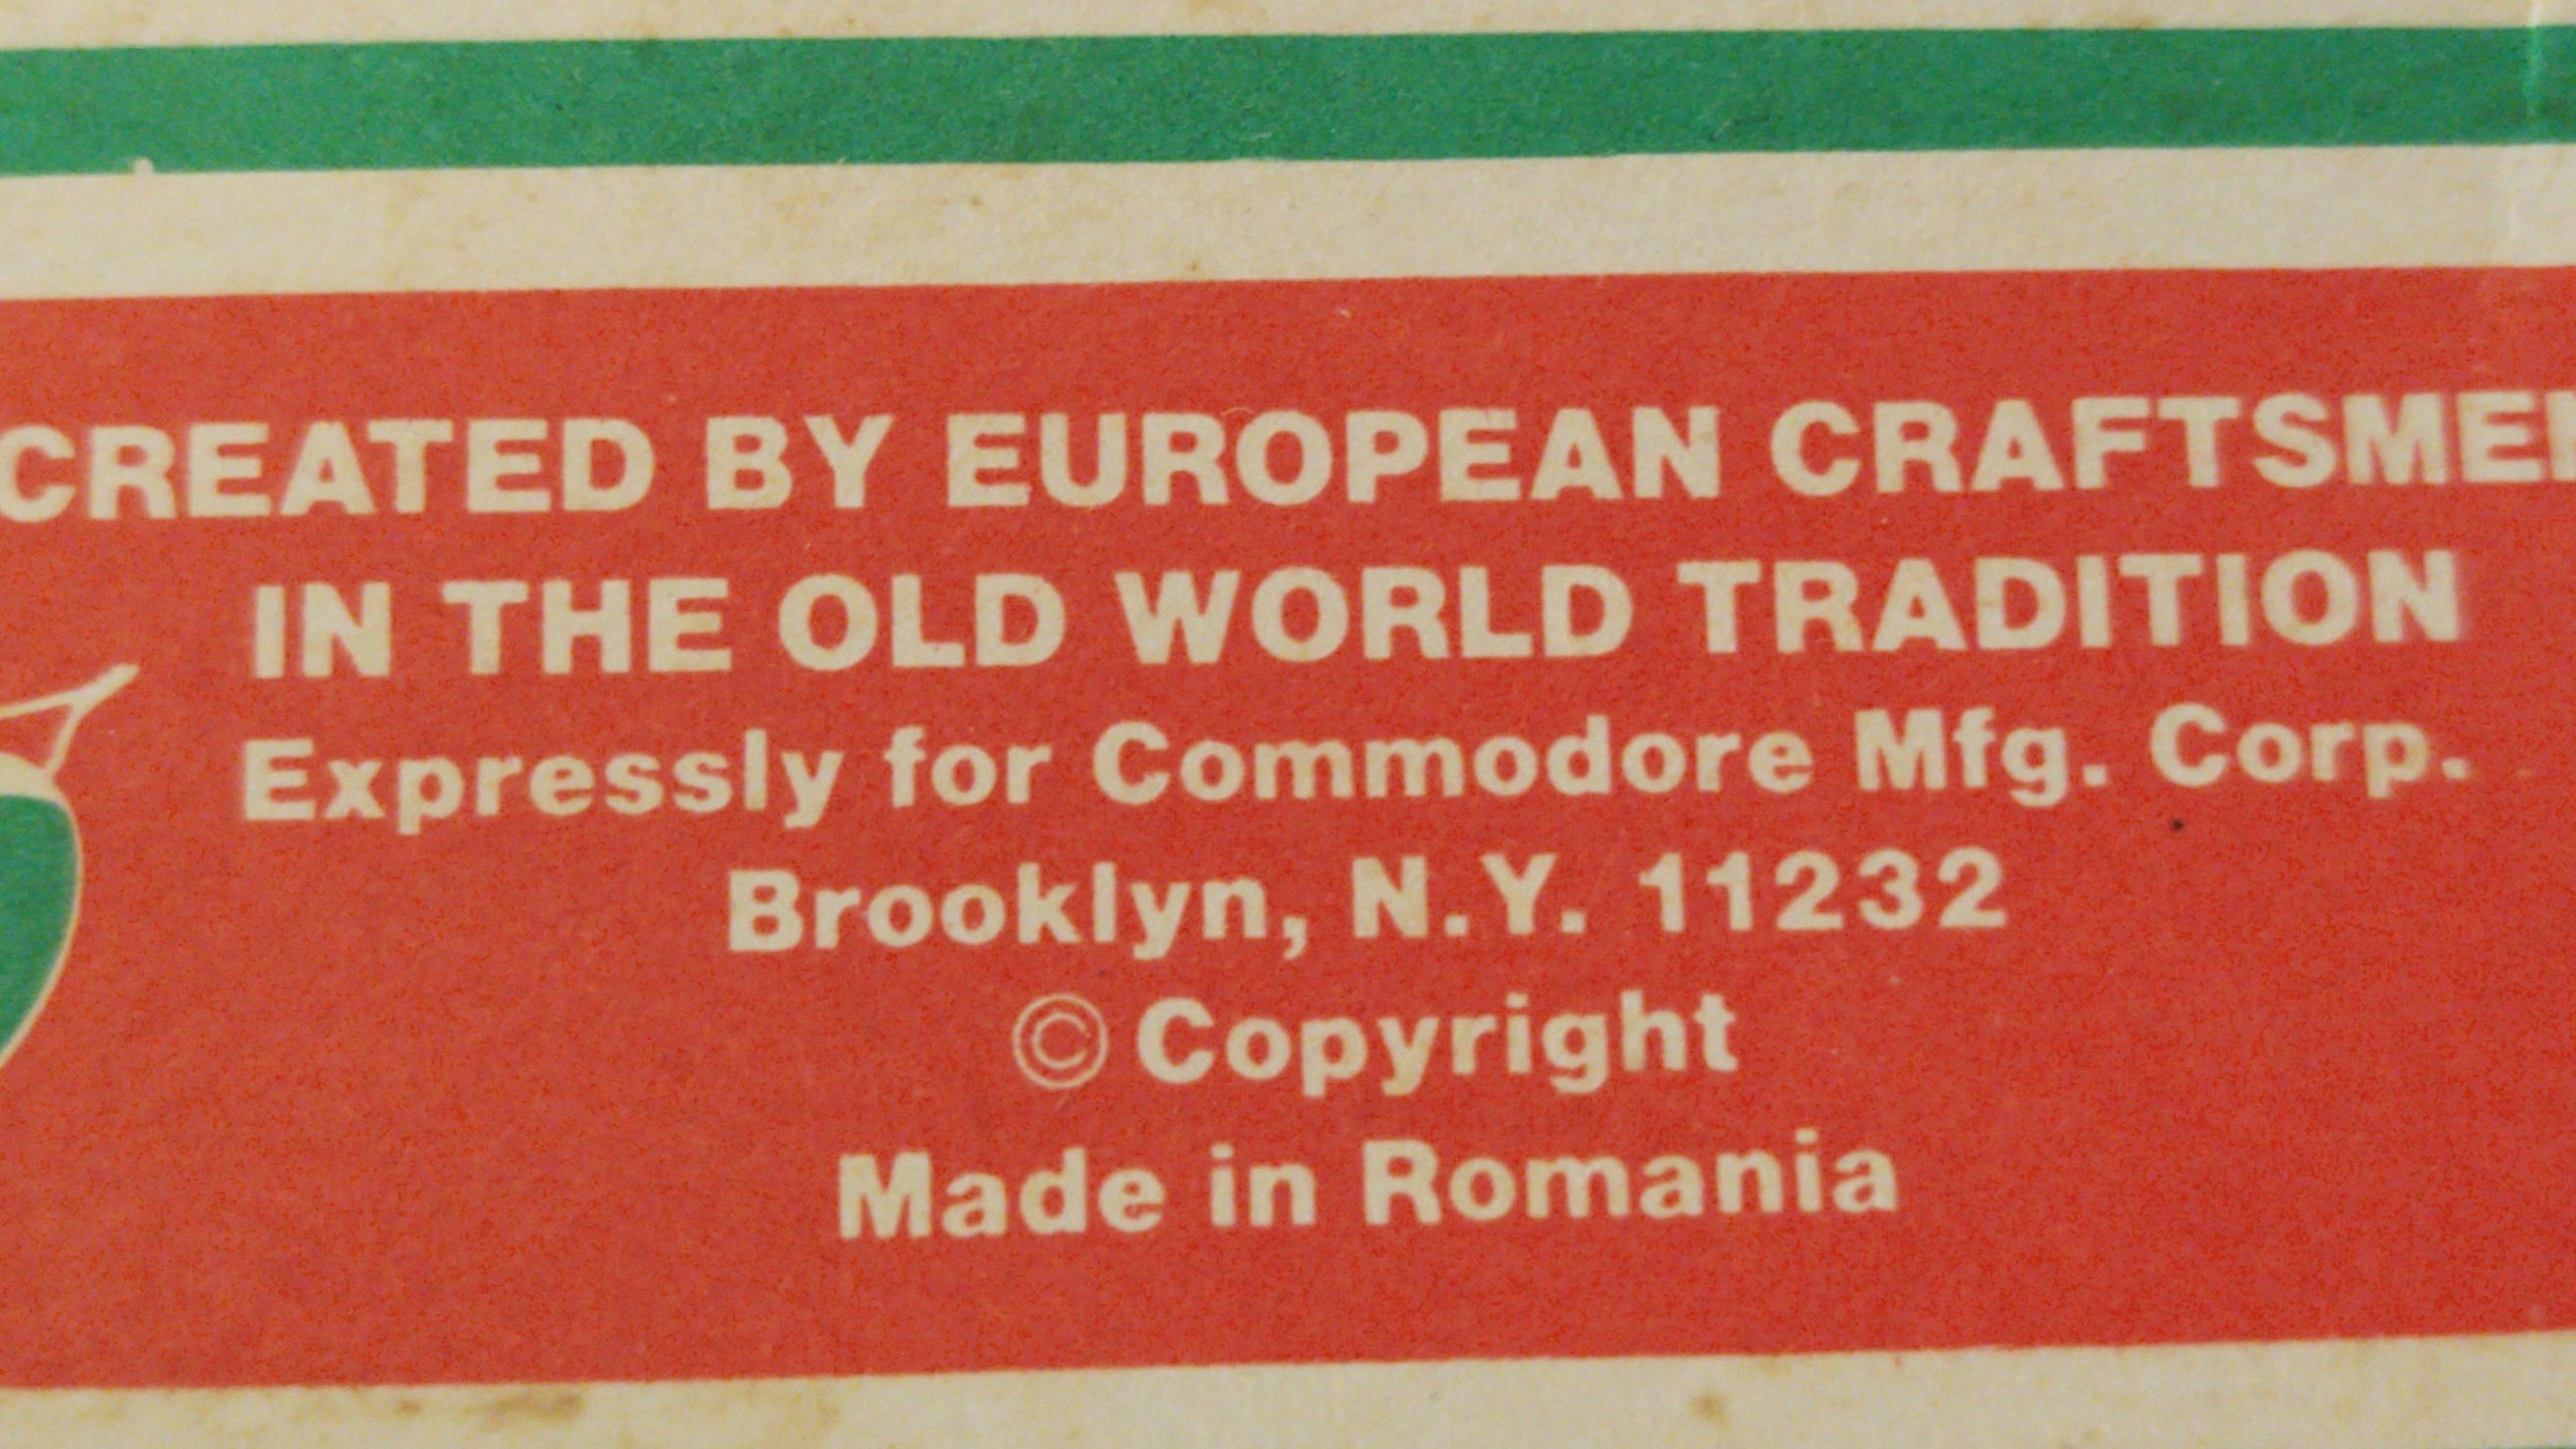 CREATED BY EUROPEAN CRAFTSMEN
IN THE OLD WORLD TRADITION
Expressly for Commodore Mfg. Corp.
Brooklyn, N.Y. 11232
© Copyright
Made in Romania